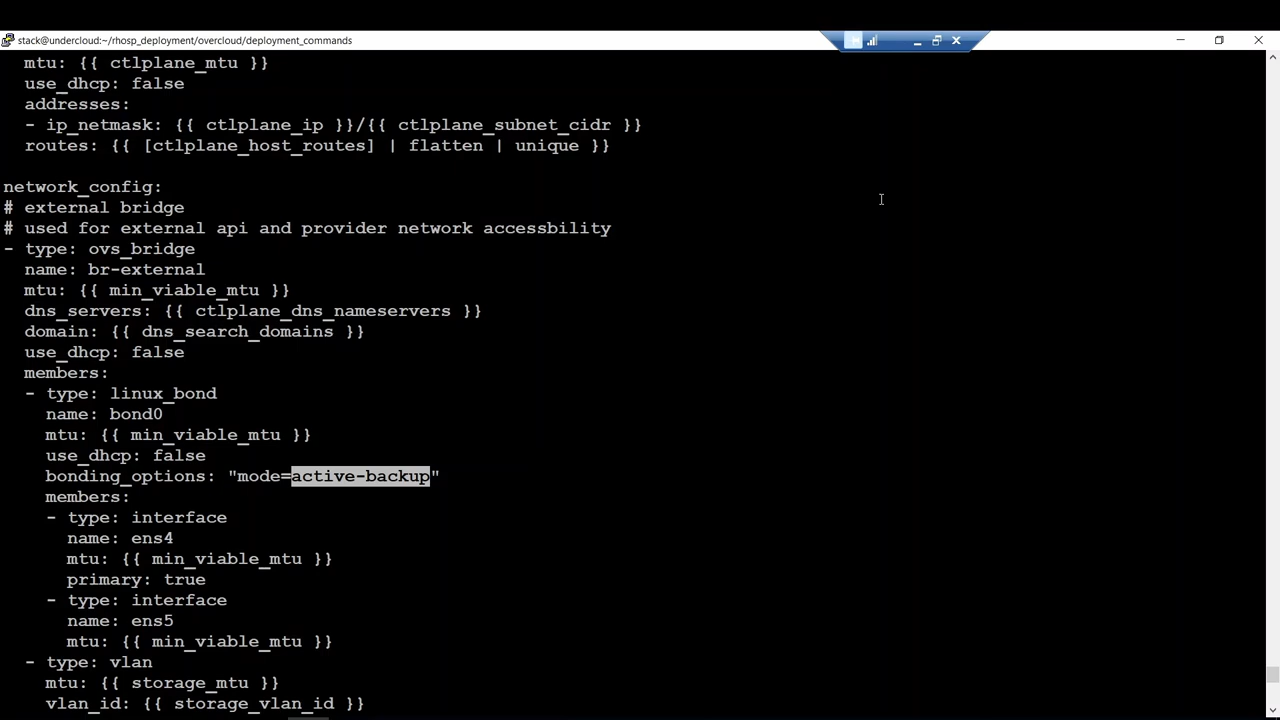 stack@undercloud:~/rhosp_deployment/overcloud/deployment_commands
mtu: {{ ctlplane_mtu }}
use_dhcp: false
addresses:
- ip_netmask: {{ ctlplane_ip }}/{{ ctlplane_subnet_cidr }}
routes: {{ [ctlplane_host_routes] | flatten | unique }}
network_config:
# external bridge
# used for external api and provider network accessbility
- type: ovs_bridge
name: br-external
mtu: {{ min_viable_mtu }}
dns_servers: {{ ctlplane_dns_nameservers }}
domain: {{ dns_search_domains }}
use_dhcp: false
members:
- type: linux_bond
name: bond0
mtu: {{ min_viable_mtu }}
use_dhcp: false
bonding_options: "mode=active-backup"
members:
- type: interface
name: ens4
mtu: {{ min_viable_mtu }}
primary: true
- type: interface
name: ens5
mtu: {{ min_viable_mtu }}
- type: vlan
mtu: {{ storage_mtu }}
vlan_id: {{ storage_vlan_id }}